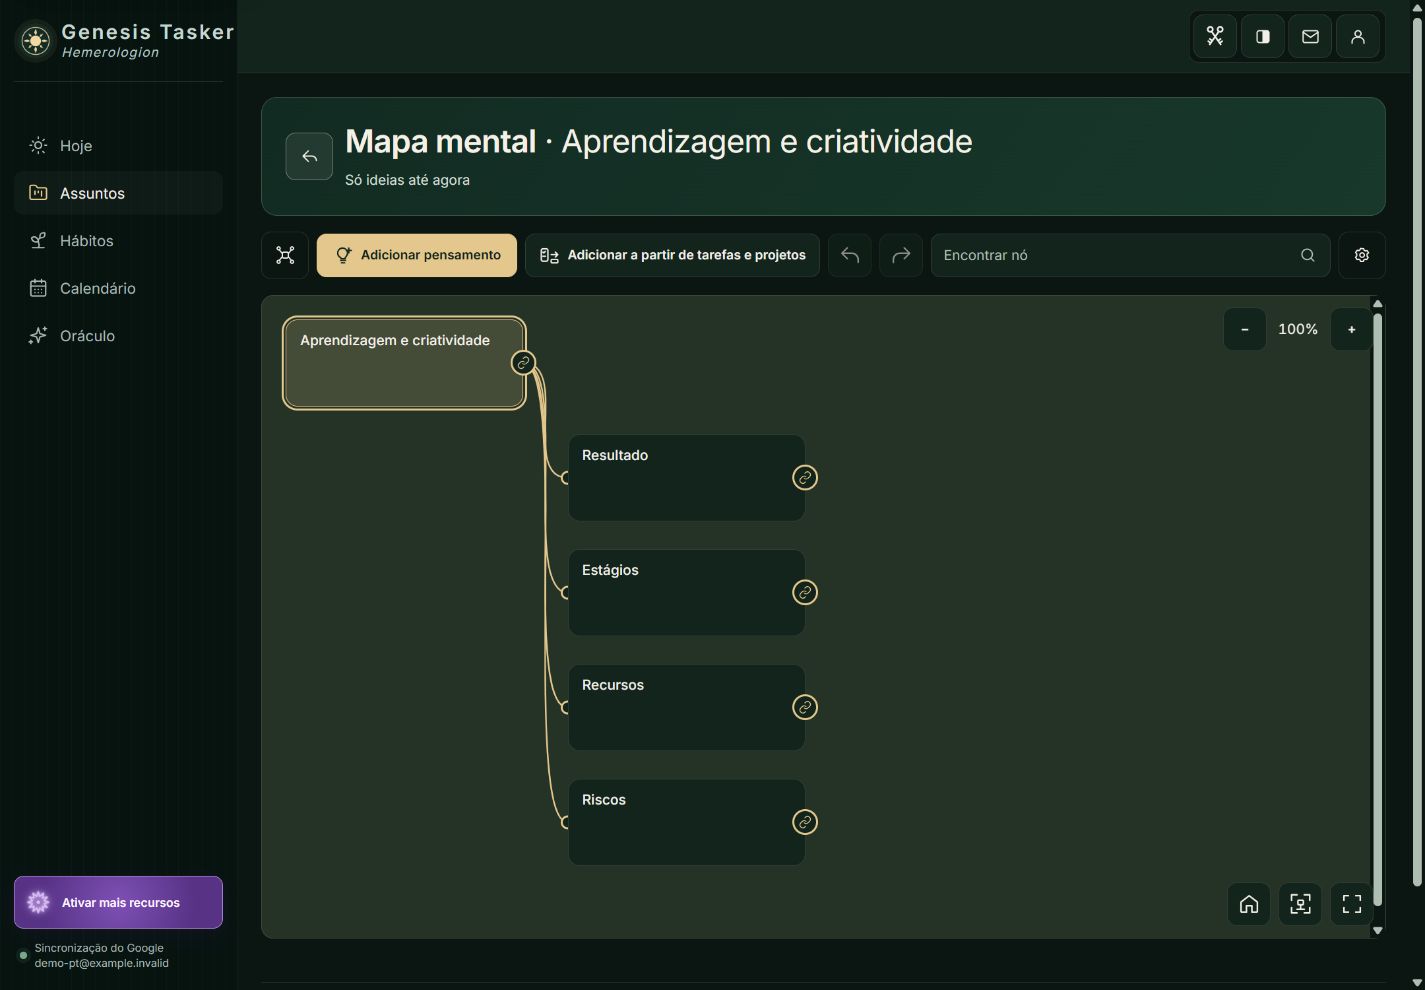 Genesis Tasker
Hemerologion
Hoje
Assuntos
Hábitos
Calendário
Oráculo
Ativar mais recursos
Sincronização do Google
demo-pt@example.invalid
Mapa mental · Aprendizagem e criatividade
Só ideias até agora
Adicionar pensamento
Adicionar a partir de tarefas e projetos
Encontrar nó
Aprendizagem e criatividade
− 100% +
Resultado
Estágios
Recursos
Riscos